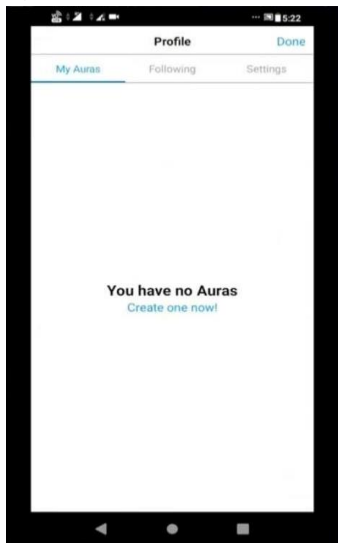 5:22
Profile
Done
My Auras
Following
Settings
You have no Auras
Create one now!